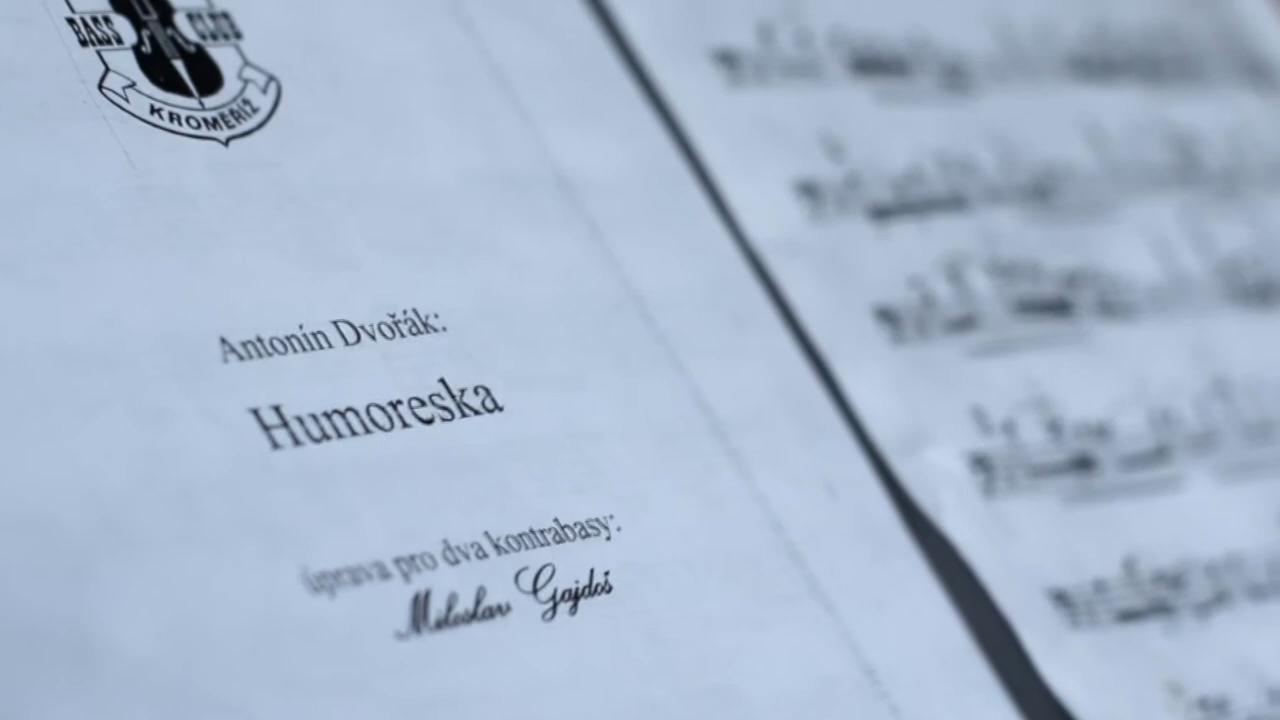 BASS CLUB
KROMĚŘÍŽ
Antonín Dvořák:
Humoreska
úprava pro dva kontrabasy:
Miloslav Gajdoš